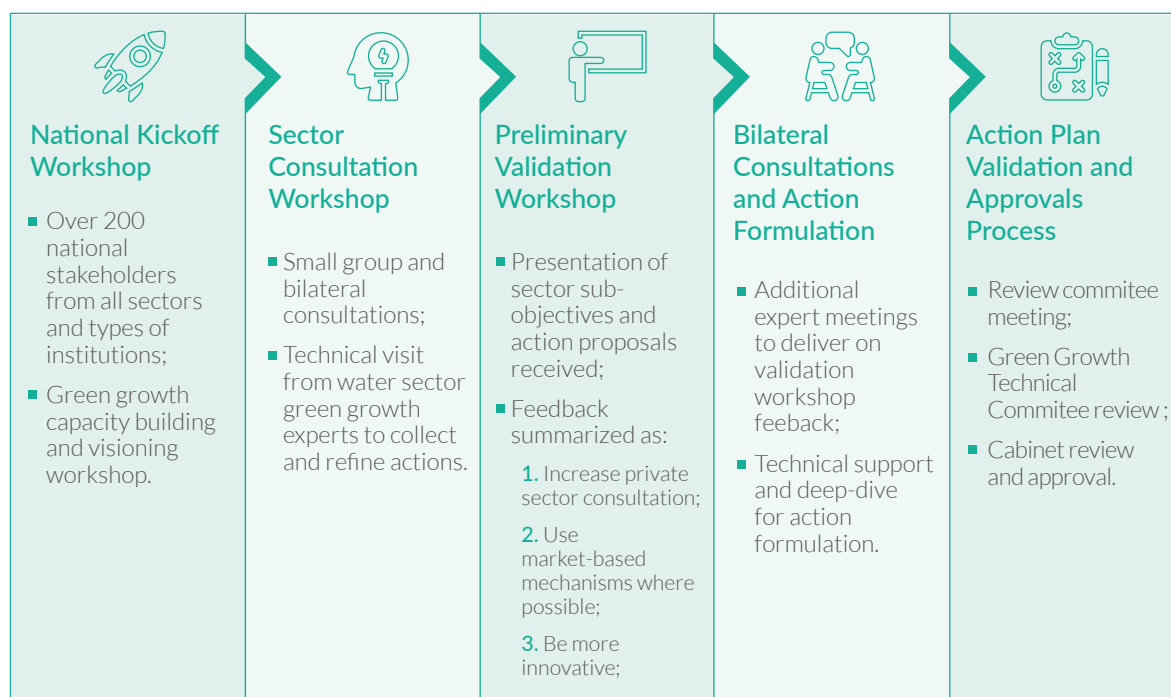 National Kickoff
Workshop
▪ Over 200
national
stakeholders
from all sectors
and types of
institutions;
▪ Green growth
capacity building
and visioning
workshop.
Sector
Consultation
Workshop
▪ Small group and
bilateral
consultations;
▪ Technical visit
from water sector
green growth
experts to collect
and refine actions.
Preliminary
Validation
Workshop
▪ Presentation of
sector sub-
objectives and
action proposals
received;
▪ Feedback
summarized as:
1. Increase private
sector consultation;
2. Use
market-based
mechanisms where
possible;
3. Be more
innovative;
Bilateral
Consultations
and Action
Formulation
▪ Additional
expert meetings
to deliver on
validation
workshop
feeback;
▪ Technical support
and deep-dive
for action
formulation.
Action Plan
Validation and
Approvals
Process
▪ Review commitee
meeting;
▪ Green Growth
Technical
Commitee review ;
▪ Cabinet review
and approval.